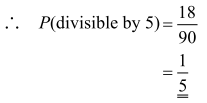 ∴ P(divisible by 5) = 18/90
= 1/5